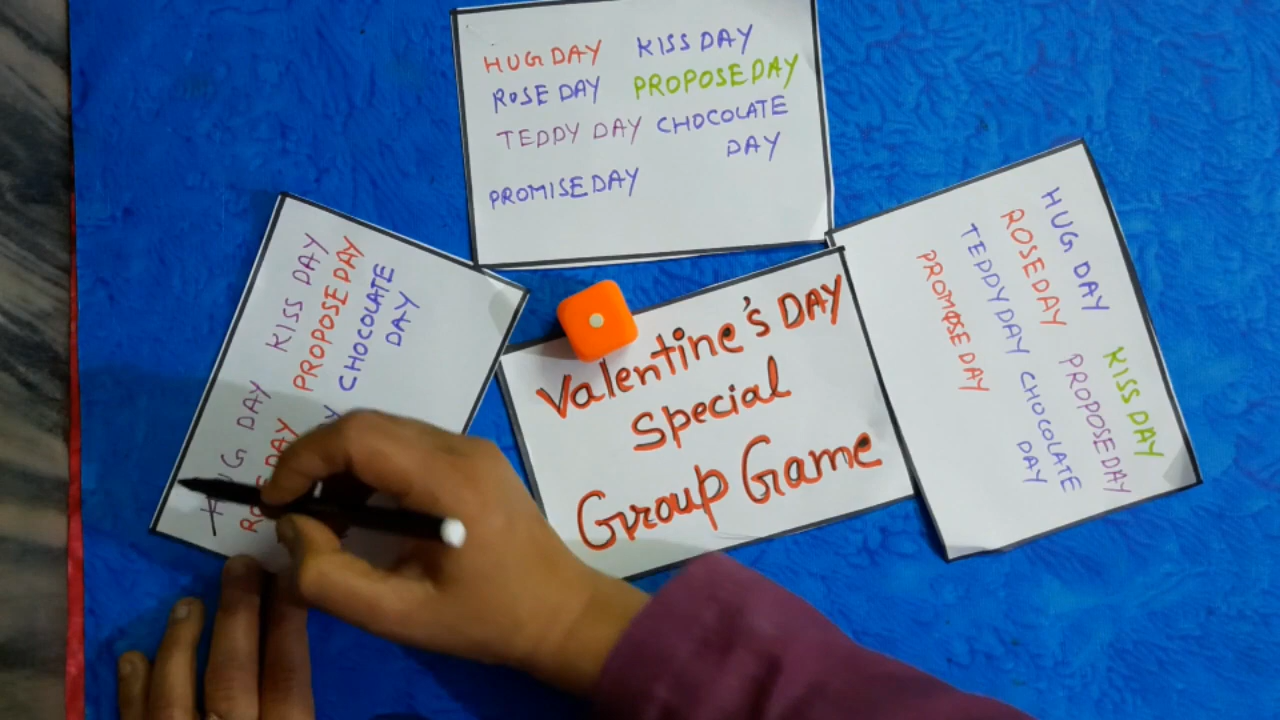 HUG DAY KISS DAY
ROSE DAY PROPOSE DAY
TEDDY DAY CHOCOLATE
DAY
PROMISE DAY
KISS DAY
PROPOSE DAY
CHOCOLATE
DAY
HUG DAY
Valentine's DAY
Special
Group Game
HUG DAY KISS DAY
ROSE DAY PROPOSE DAY
TEDDY DAY CHOCOLATE
DAY
PROMISE DAY